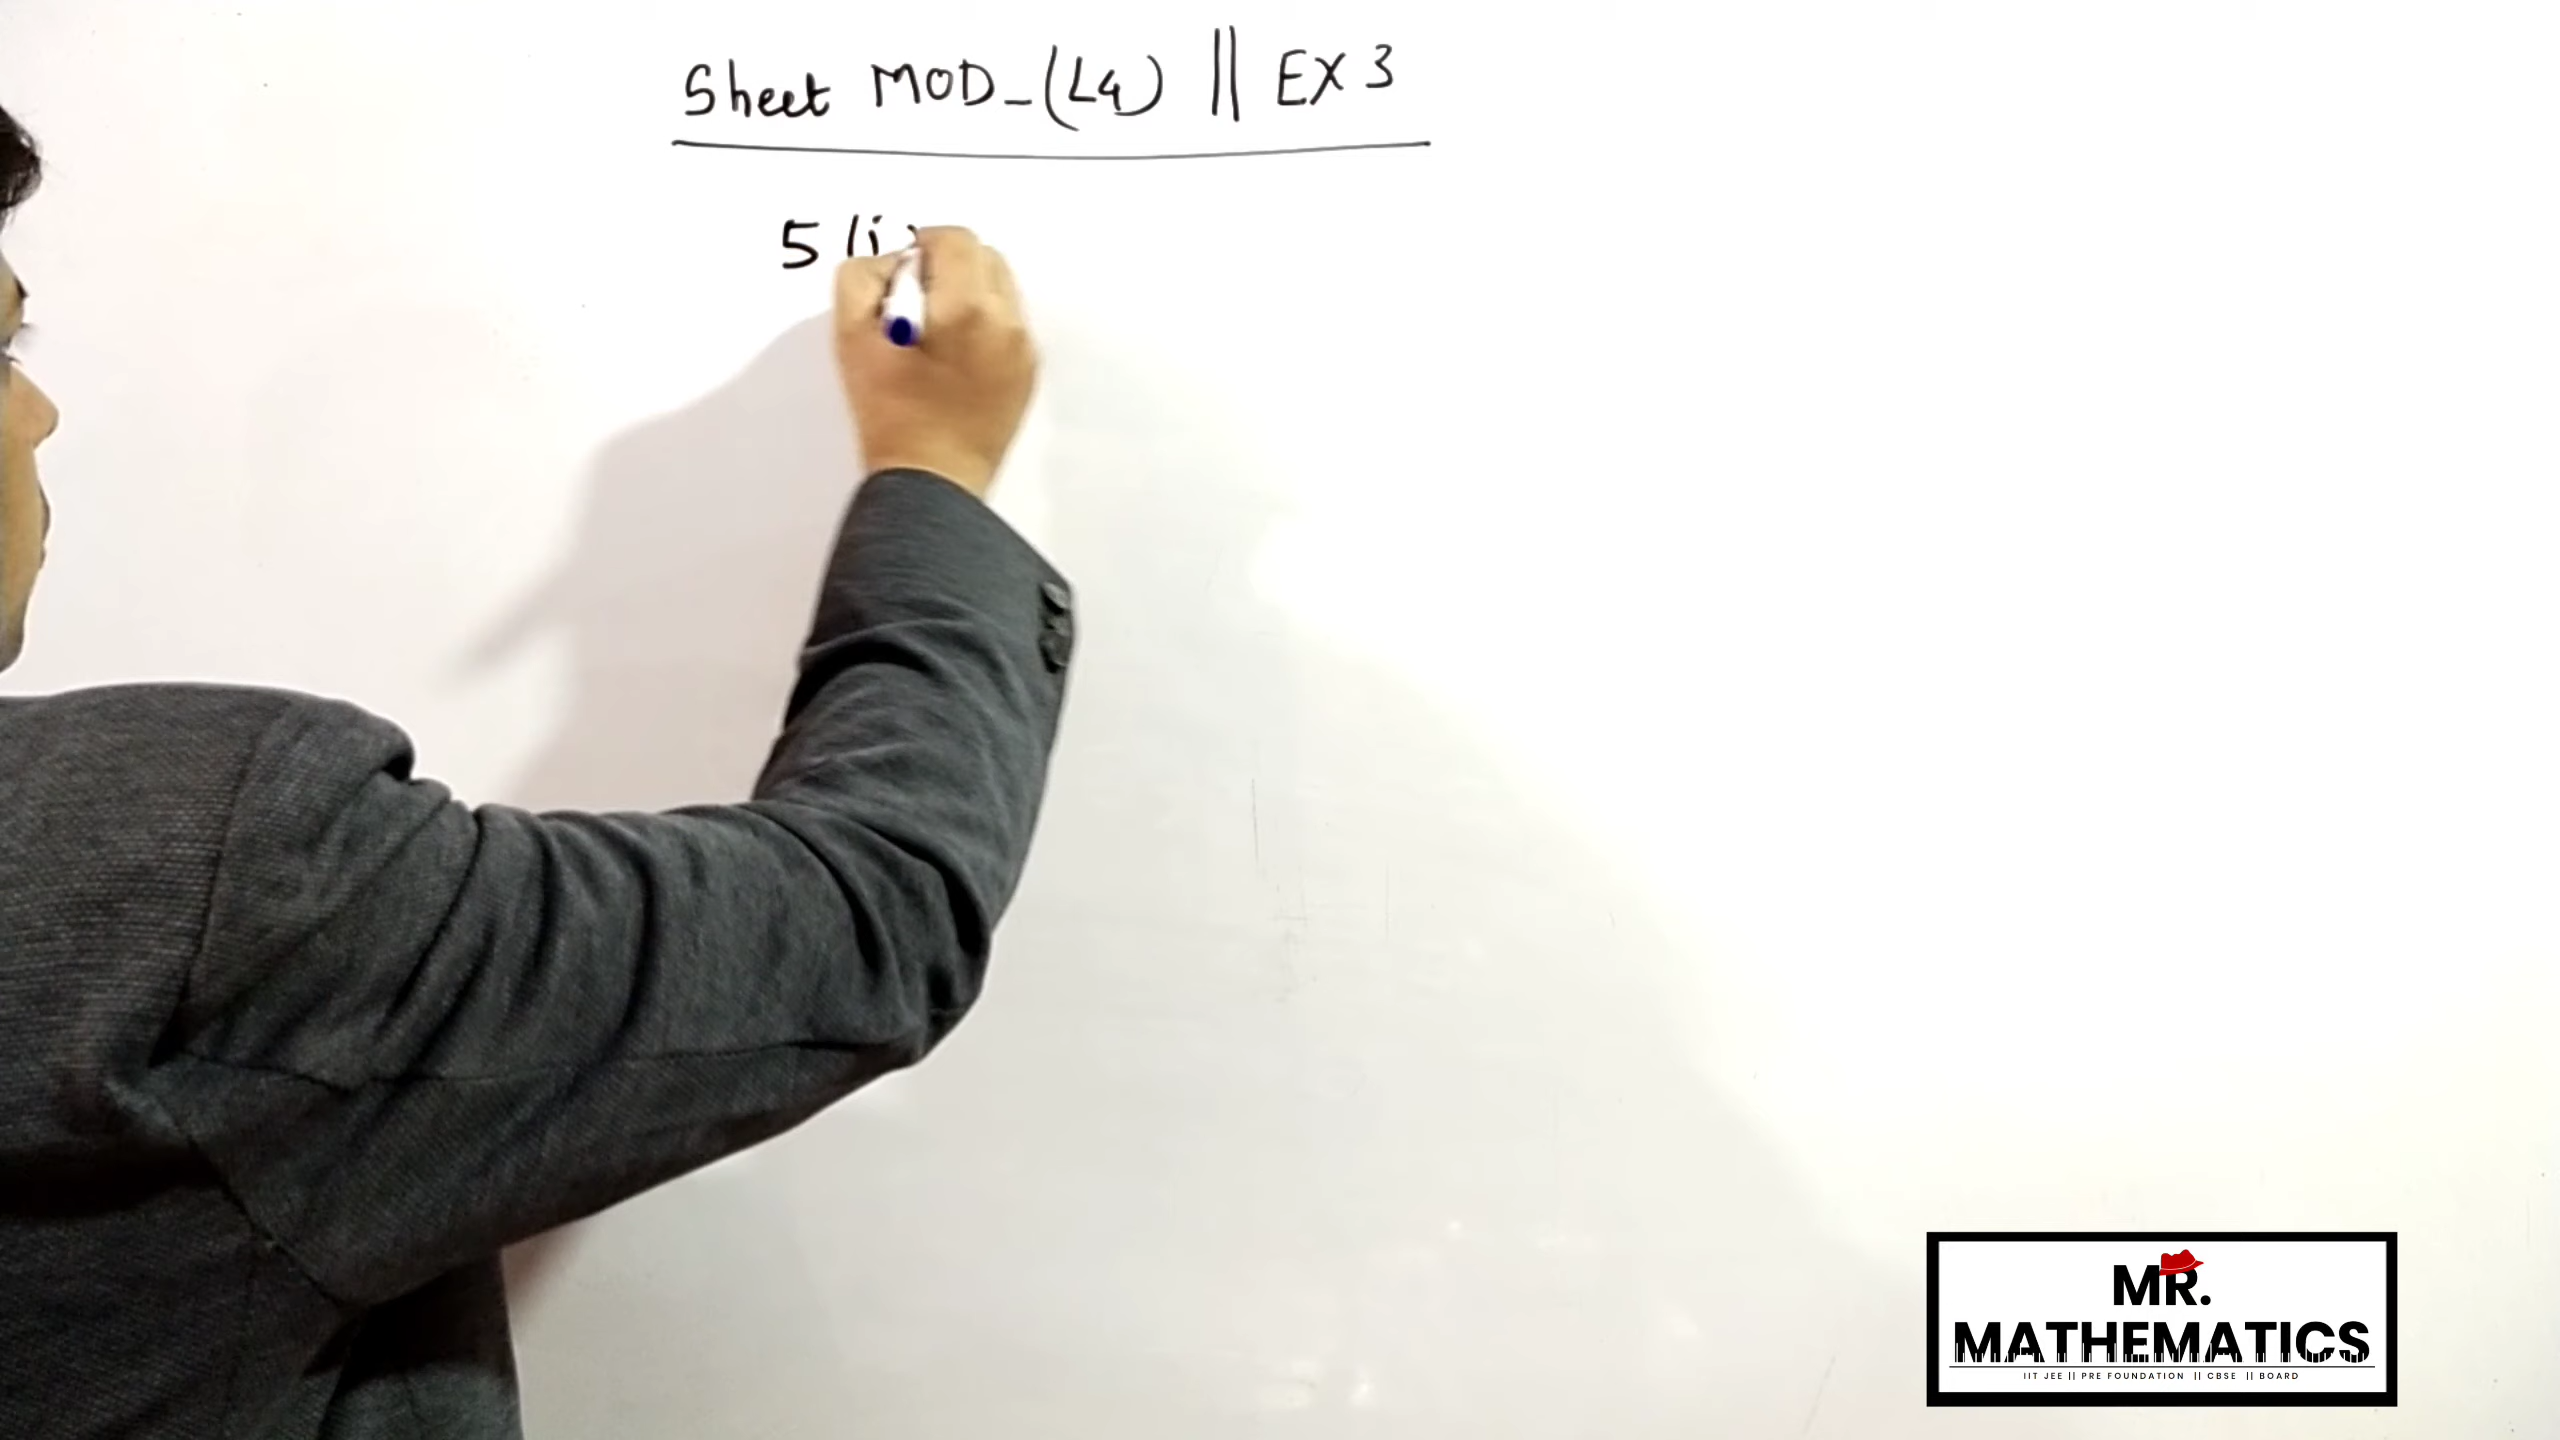 Sheet MOD_(L4) || EX 3
5 (i)
MR.
MATHEMATICS
IIT JEE || PRE FOUNDATION || CBSE || BOARD